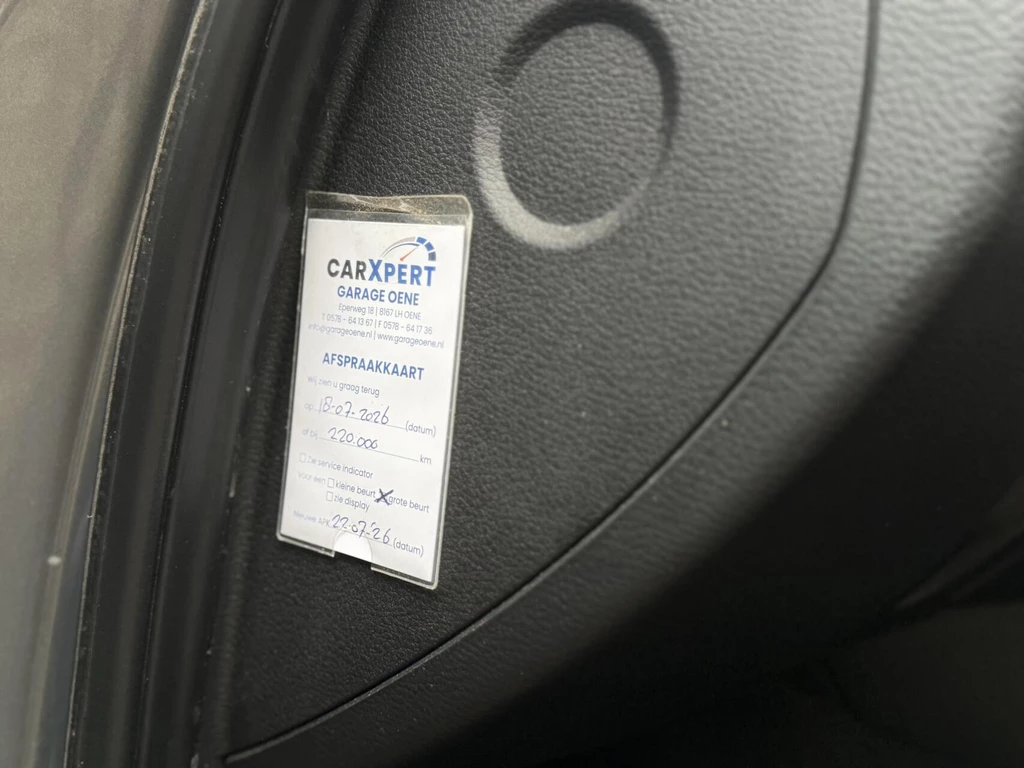 CARXPERT
GARAGE OENE
Eperweg 18 | 8167 LH OENE
T 0578 - 64 13 67 | F 0578 - 64 17 36
info@garageoene.nl | www.garageoene.nl
AFSPRAAKKAART
Wij zien u graag terug
op 18-07-2026 (datum)
of bij 220.000 km
Zie service indicator
voor een kleine beurt grote beurt
zie display
Nieuwe APK 22-07-'26 (datum)